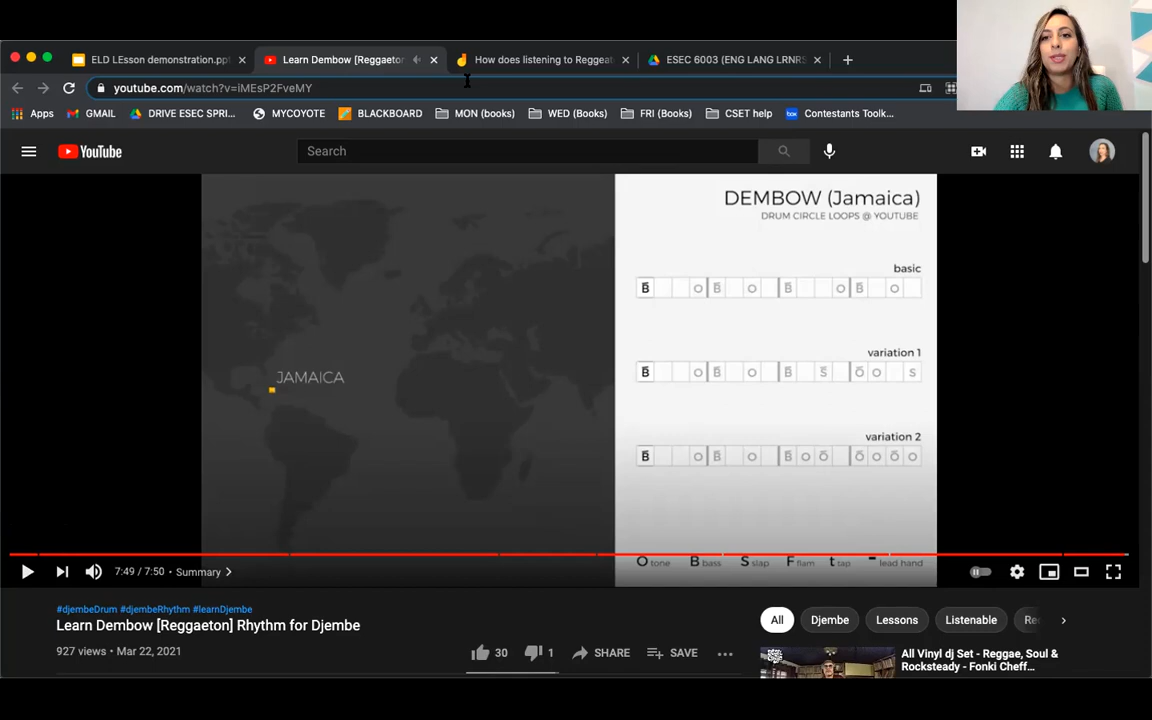 ELD LEsson demonstration.ppt
Learn Dembow [Reggaeton
How does listening to Reggeat
ESEC 6003 (ENG LANG LRNRS
youtube.com/watch?v=iMEsP2FveMY
Apps
GMAIL
DRIVE ESEC SPRI...
MYCOYOTE
BLACKBOARD
MON (books)
WED (Books)
FRI (Books)
CSET help
box
Contestants Toolk...
YouTube
Search
DEMBOW (Jamaica)
DRUM CIRCLE LOOPS @ YOUTUBE
basic
B O B O B O B O
JAMAICA
variation 1
B O B O B S O O S
variation 2
B O B O B O O O O O O
O tone B bass S slap F flam t tap - lead hand
7:49 / 7:50 • Summary
#djembeDrum #djembeRhythm #learnDjembe
Learn Dembow [Reggaeton] Rhythm for Djembe
927 views • Mar 22, 2021
30
1
SHARE
SAVE
All
Djembe
Lessons
Listenable
Re
All Vinyl dj Set - Reggae, Soul &
Rocksteady - Fonki Cheff...